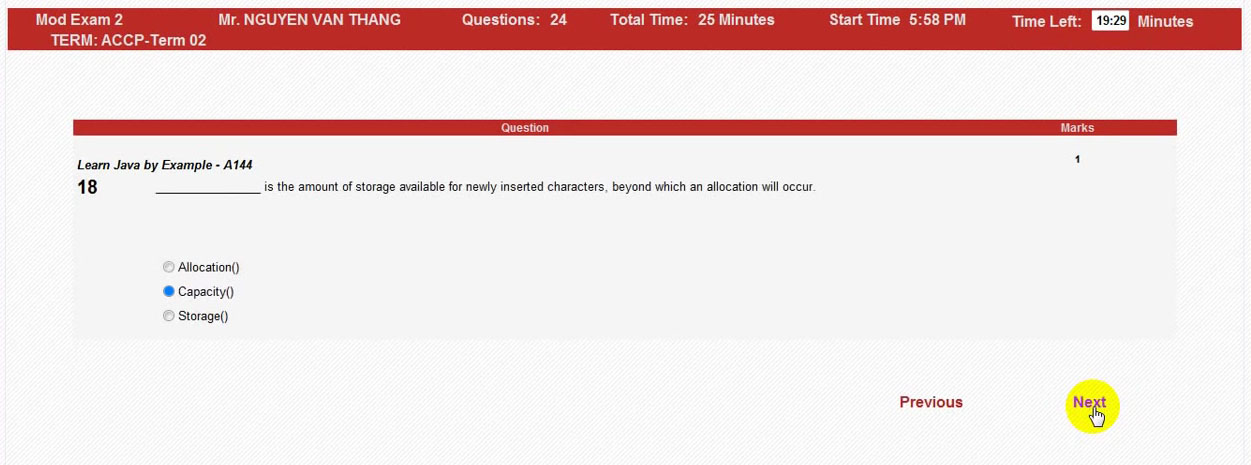 Mod Exam 2 Mr. NGUYEN VAN THANG Questions: 24 Total Time: 25 Minutes Start Time 5:58 PM Time Left: 19:29 Minutes
TERM: ACCP-Term 02
Question Marks
Learn Java by Example - A144 1
18 ________________ is the amount of storage available for newly inserted characters, beyond which an allocation will occur.
Allocation()
Capacity()
Storage()
Previous Next